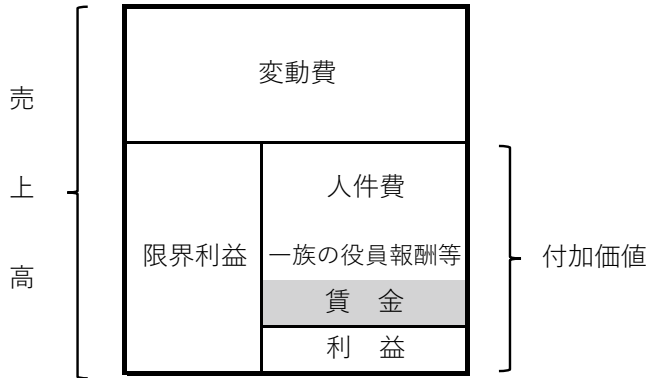 売上高
変動費
限界利益
人件費
一族の役員報酬等
賃　金
利　益
付加価値